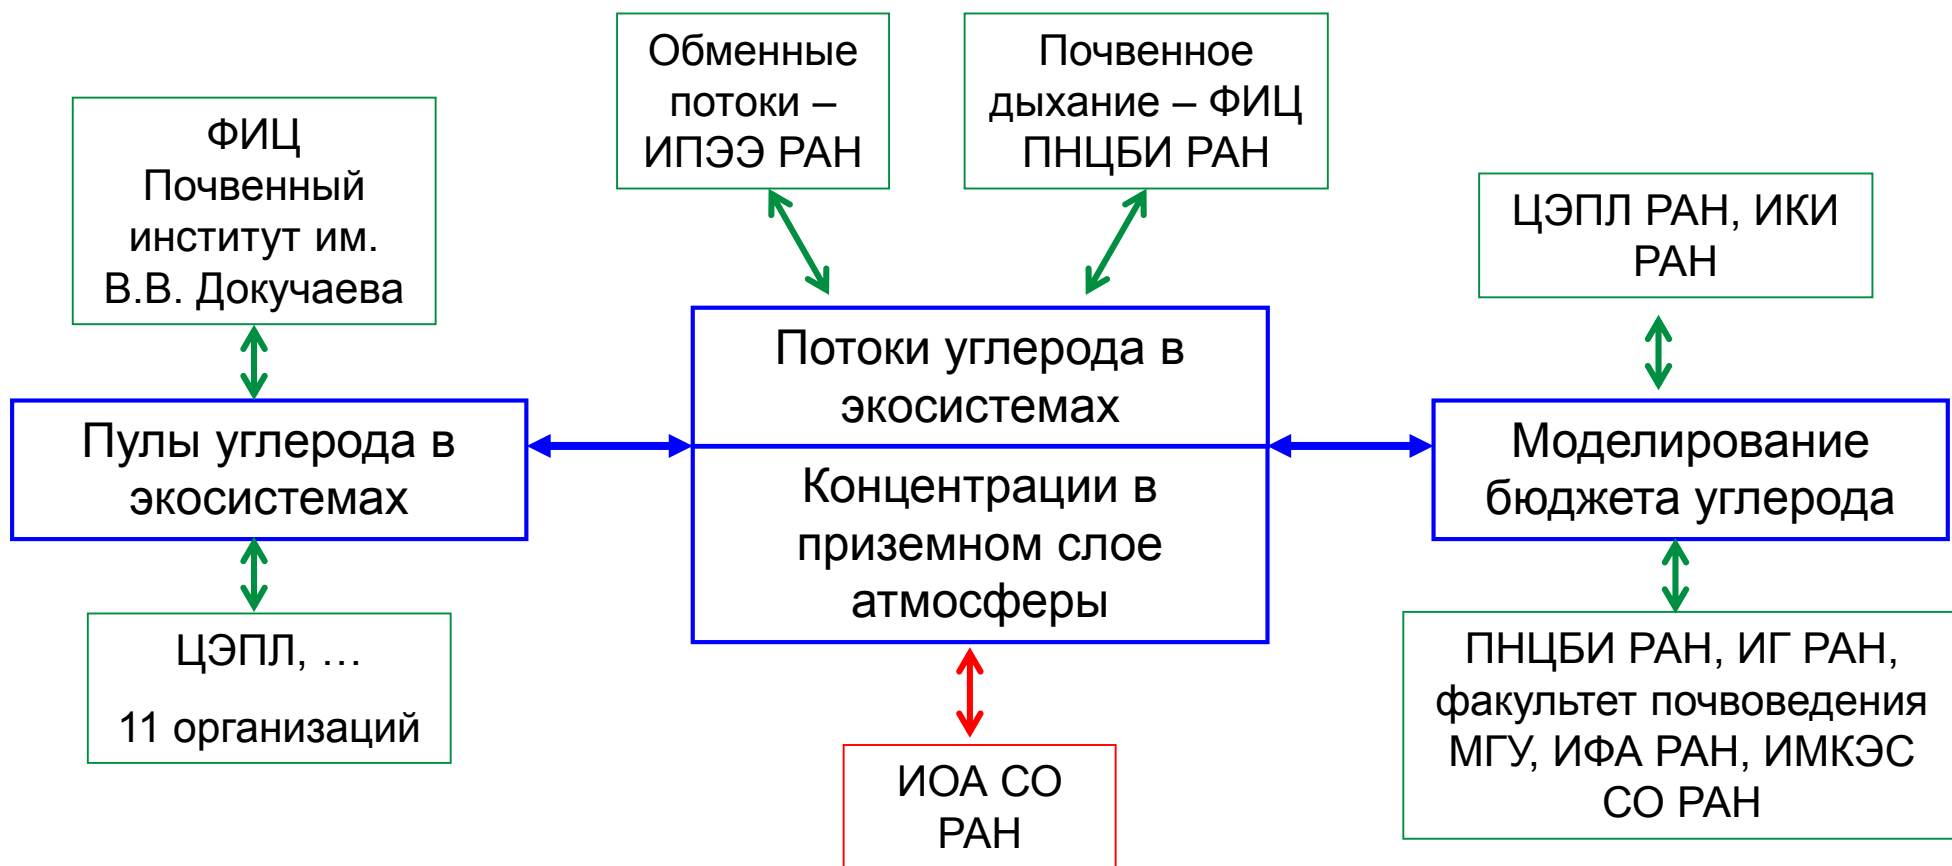 ФИЦ
Почвенный
институт им.
В.В. Докучаева
Обменные
потоки –
ИПЭЭ РАН
Почвенное
дыхание – ФИЦ
ПНЦБИ РАН
ЦЭПЛ РАН, ИКИ
РАН
Пулы углерода в
экосистемах
Потоки углерода в
экосистемах
Концентрации в
приземном слое
атмосферы
Моделирование
бюджета углерода
ЦЭПЛ, …
11 организаций
ИОА СО
РАН
ПНЦБИ РАН, ИГ РАН,
факультет почвоведения
МГУ, ИФА РАН, ИМКЭС
СО РАН